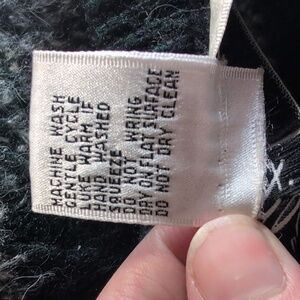 MACHINE WASH
GENTLE CYCLE
WARM IF
HAND WASHED
SQUEEZE
DO NOT WRING
DRY ON FLAT SURFACE
DO NOT DRY CLEAN